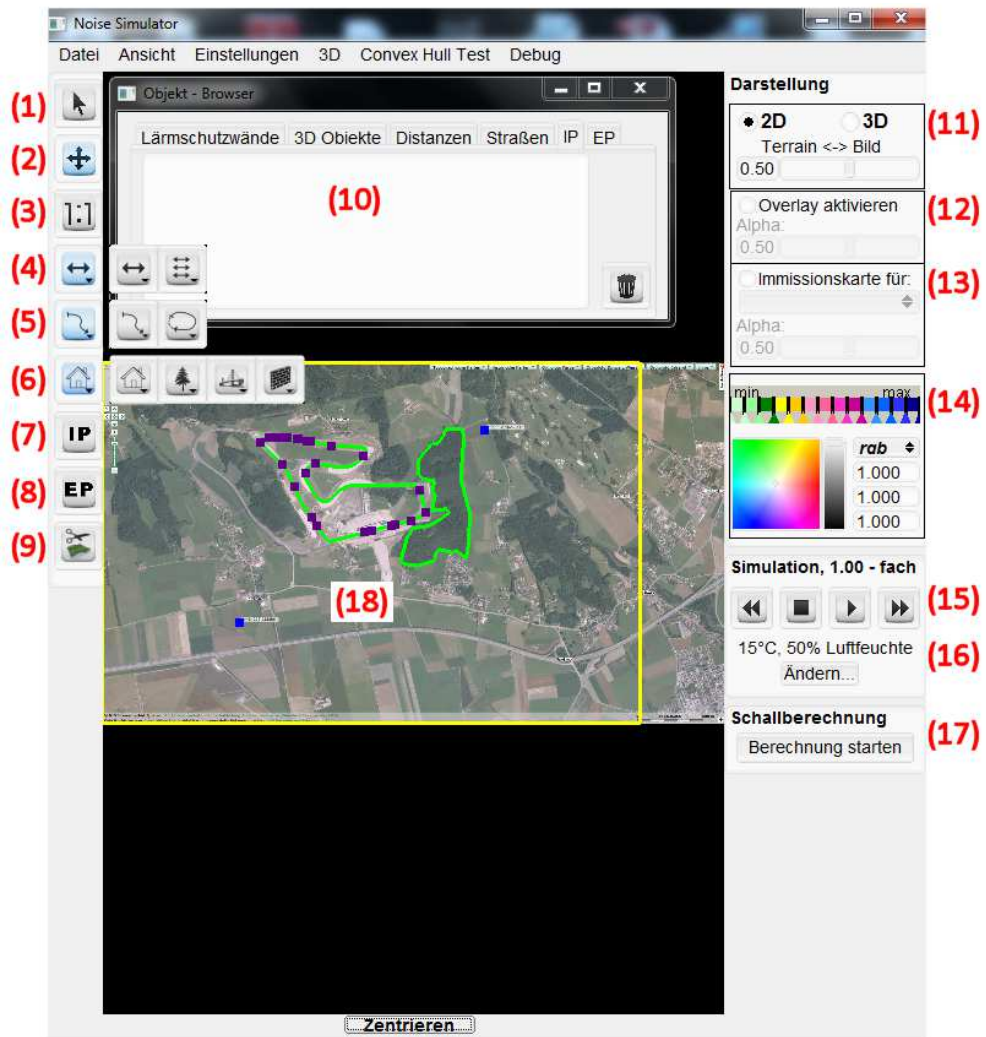 Noise Simulator
Datei Ansicht Einstellungen 3D Convex Hull Test Debug
(1)
(2)
(3)
1:1
(4)
(5)
(6)
(7)
IP
(8)
EP
(9)
Objekt - Browser
Lärmschutzwände 3D Objekte Distanzen Straßen IP EP
(10)
(18)
Zentrieren
Darstellung
2D 3D
(11)
Terrain <-> Bild
0.50
Overlay aktivieren
(12)
Alpha:
0.50
Immissionskarte für:
(13)
Alpha:
0.50
min max
(14)
rab
1.000
1.000
1.000
Simulation, 1.00 - fach
(15)
15°C, 50% Luftfeuchte
(16)
Ändern...
Schallberechnung
(17)
Berechnung starten